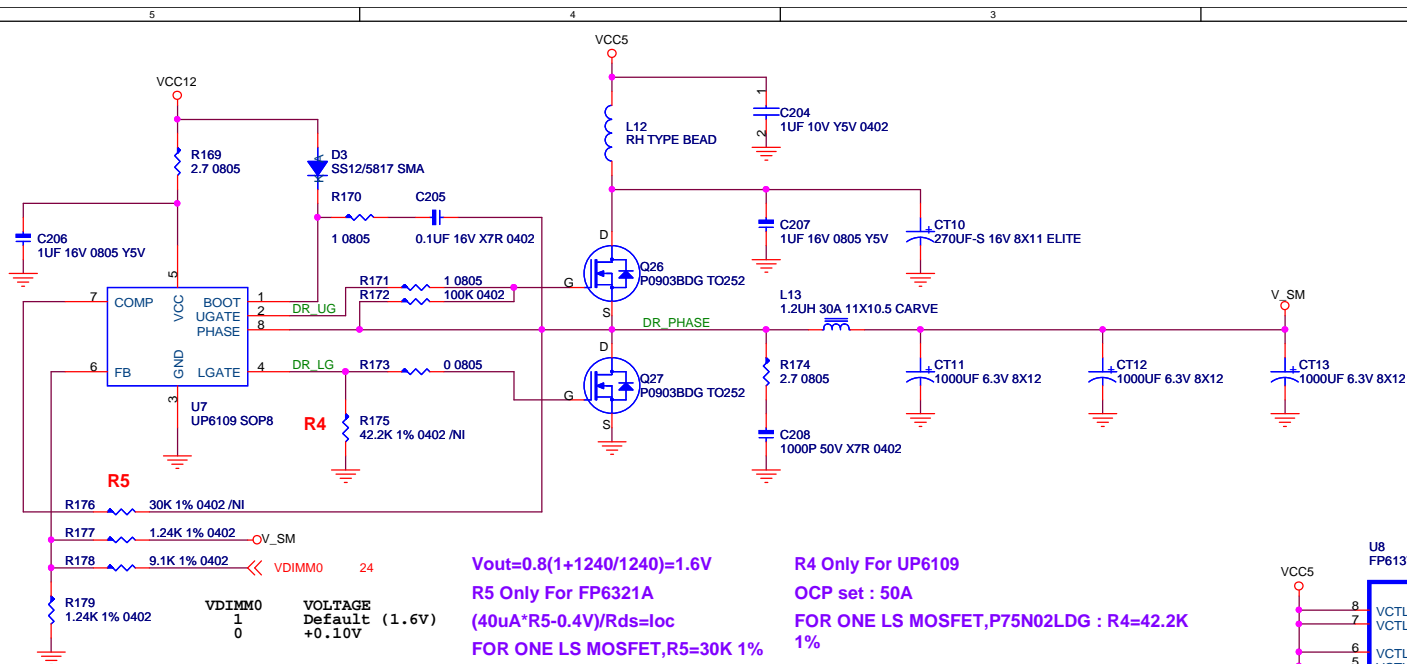 5
4
3
VCC12
VCC5
R169
2.7 0805
D3
SS12/5817 SMA
L12
RH TYPE BEAD
C204
1UF 10V Y5V 0402
1
2
R170
1 0805
C205
0.1UF 16V X7R 0402
C206
1UF 16V 0805 Y5V
C207
1UF 16V 0805 Y5V
CT10
270UF-S 16V 8X11 ELITE
D
G
S
Q26
P0903BDG TO252
5
7
COMP
VCC
BOOT
1
UGATE
2
DR_UG
PHASE
8
R171
1 0805
R172
100K 0402
DR_PHASE
L13
1.2UH 30A 11X10.5 CARVE
V_SM
6
FB
GND
LGATE
4
DR_LG
3
U7
UP6109 SOP8
R173
0 0805
D
G
S
Q27
P0903BDG TO252
R174
2.7 0805
CT11
1000UF 6.3V 8X12
CT12
1000UF 6.3V 8X12
CT13
1000UF 6.3V 8X12
R4
R175
42.2K 1% 0402 /NI
C208
1000P 50V X7R 0402
R5
R176
30K 1% 0402 /NI
R177
1.24K 1% 0402
V_SM
R178
9.1K 1% 0402
VDIMM0
24
R179
1.24K 1% 0402
VDIMM0 VOLTAGE
1 Default (1.6V)
0 +0.10V
Vout=0.8(1+1240/1240)=1.6V
R5 Only For FP6321A
(40uA*R5-0.4V)/Rds=Ioc
FOR ONE LS MOSFET,R5=30K 1%
R4 Only For UP6109
OCP set : 50A
FOR ONE LS MOSFET,P75N02LDG : R4=42.2K
1%
VCC5
U8
8
VCTL
7
VCTL
6
VCTL
5